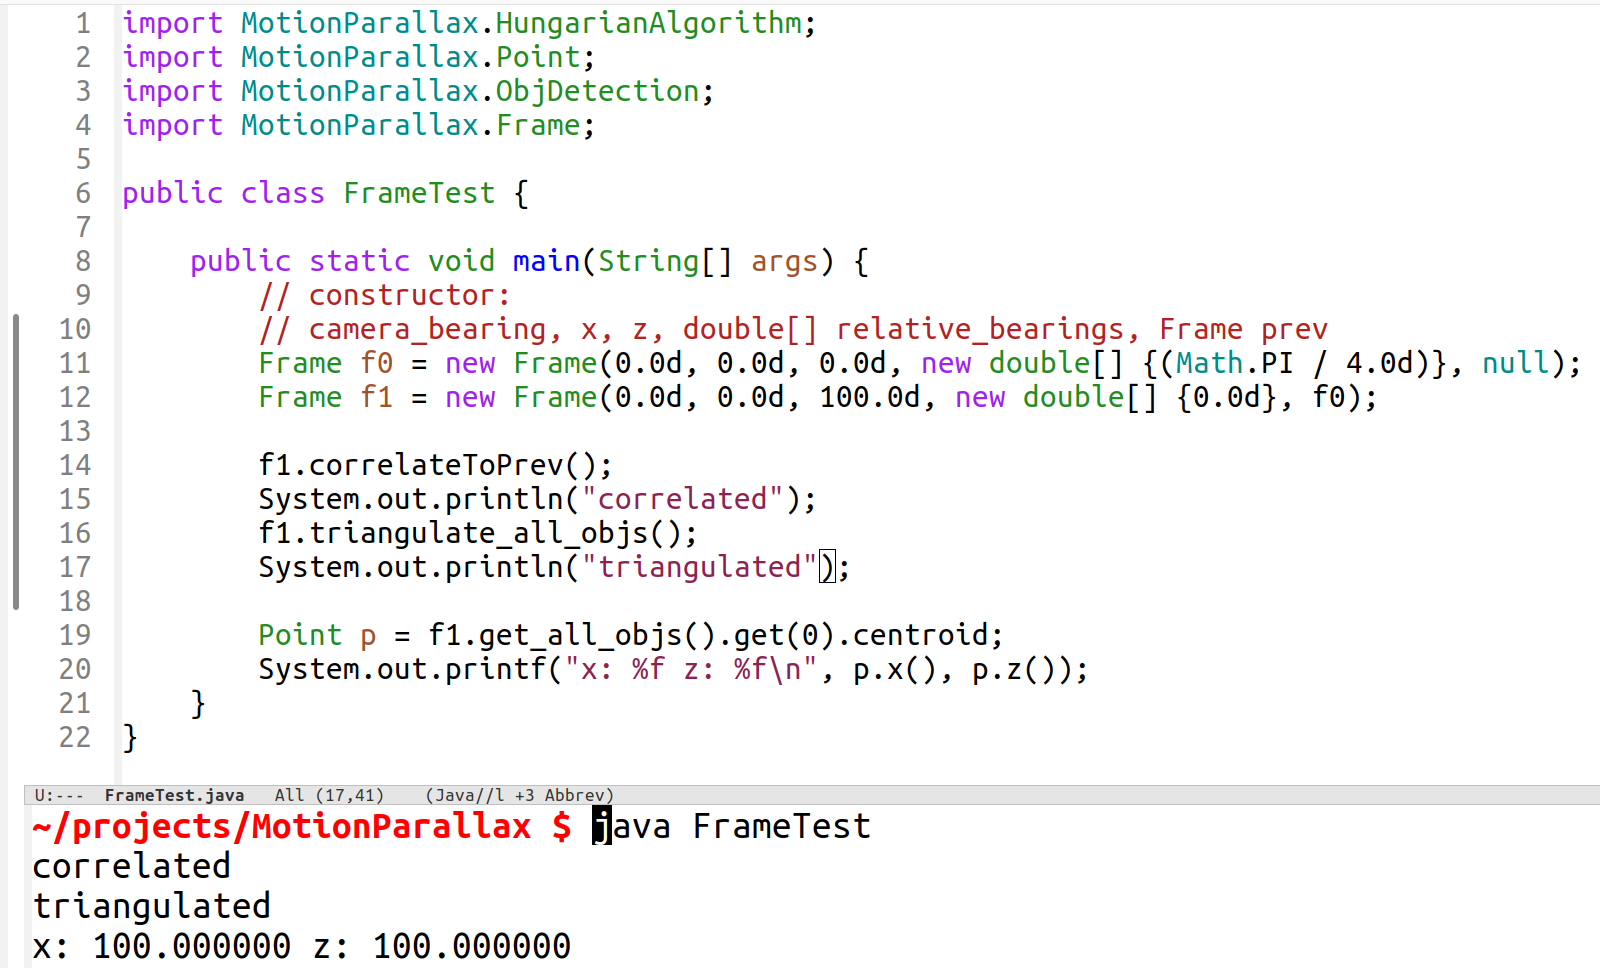 1 import MotionParallax.HungarianAlgorithm;
2 import MotionParallax.Point;
3 import MotionParallax.ObjDetection;
4 import MotionParallax.Frame;
5
6 public class FrameTest {
7
8     public static void main(String[] args) {
9         // constructor:
10         // camera_bearing, x, z, double[] relative_bearings, Frame prev
11         Frame f0 = new Frame(0.0d, 0.0d, 0.0d, new double[] {(Math.PI / 4.0d)}, null);
12         Frame f1 = new Frame(0.0d, 0.0d, 100.0d, new double[] {0.0d}, f0);
13
14         f1.correlateToPrev();
15         System.out.println("correlated");
16         f1.triangulate_all_objs();
17         System.out.println("triangulated");
18
19         Point p = f1.get_all_objs().get(0).centroid;
20         System.out.printf("x: %f z: %f\n", p.x(), p.z());
21     }
22 }
U:---  FrameTest.java   All (17,41)    (Java//l +3 Abbrev)
~/projects/MotionParallax $ java FrameTest
correlated
triangulated
x: 100.000000 z: 100.000000